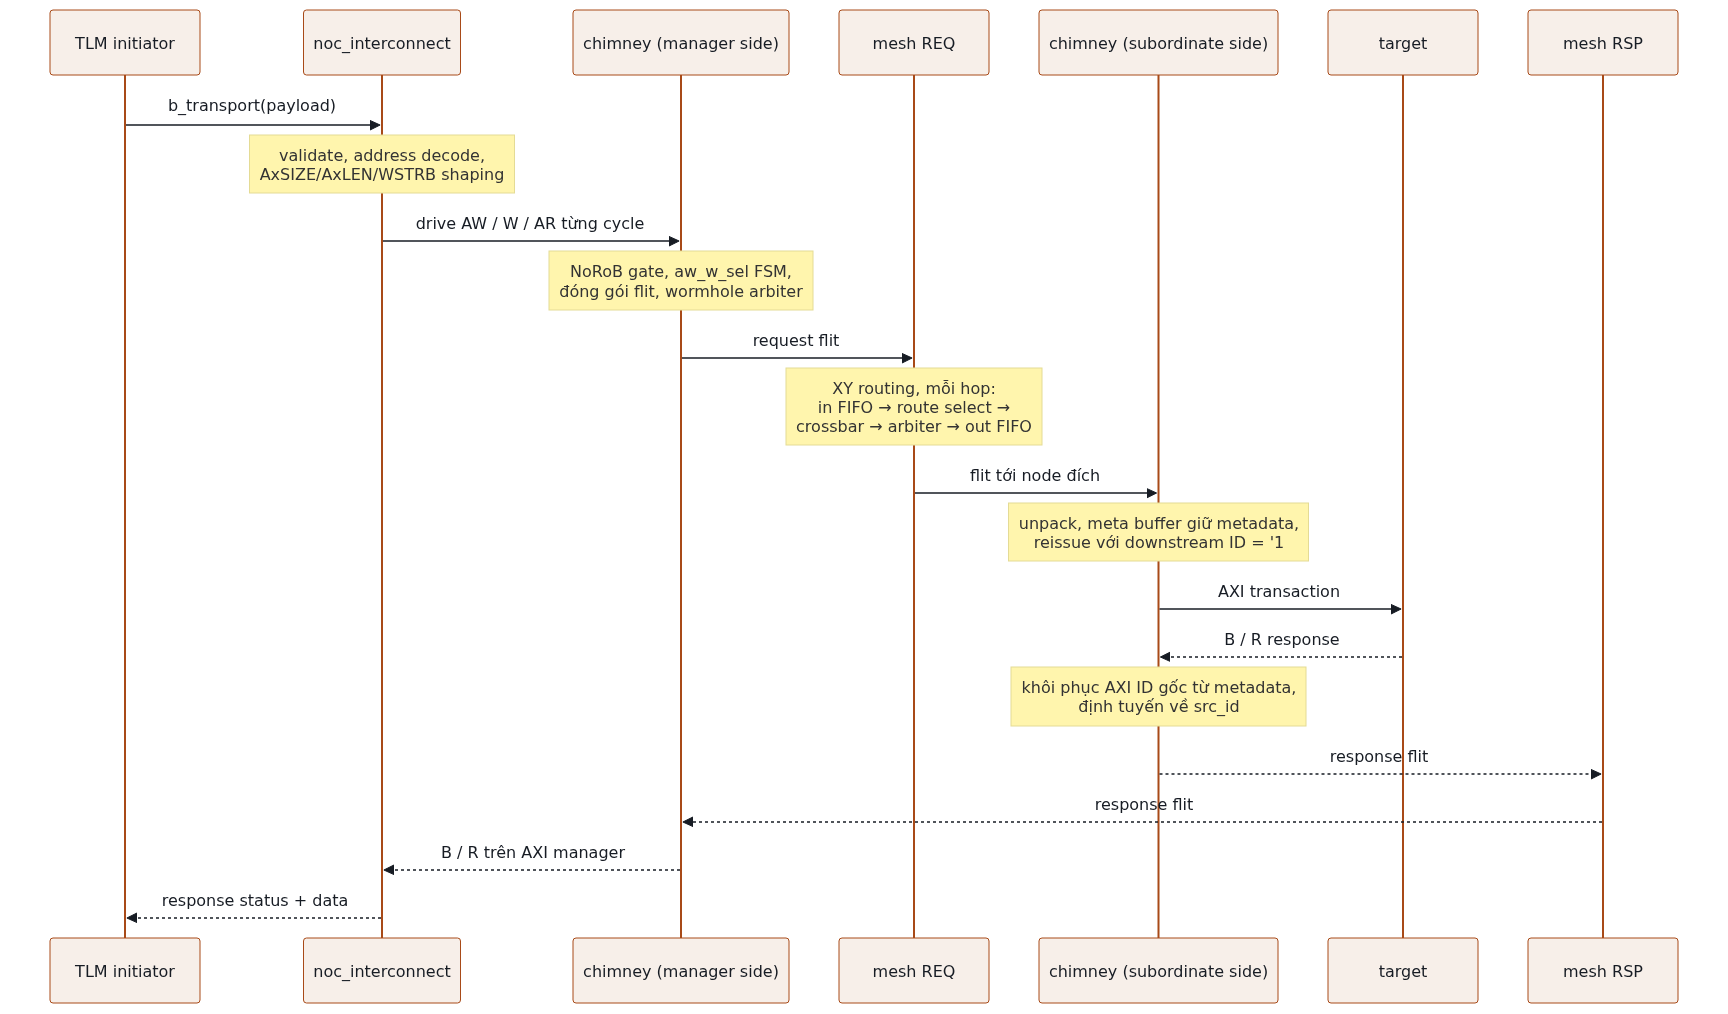 TLM initiator
noc_interconnect
chimney (manager side)
mesh REQ
chimney (subordinate side)
target
mesh RSP
b_transport(payload)
validate, address decode,
AxSIZE/AxLEN/WSTRB shaping
drive AW / W / AR từng cycle
NoRoB gate, aw_w_sel FSM,
đóng gói flit, wormhole arbiter
request flit
XY routing, mỗi hop:
in FIFO → route select →
crossbar → arbiter → out FIFO
flit tới node đích
unpack, meta buffer giữ metadata,
reissue với downstream ID = '1
AXI transaction
B / R response
khôi phục AXI ID gốc từ metadata,
định tuyến về src_id
response flit
response flit
B / R trên AXI manager
response status + data
TLM initiator
noc_interconnect
chimney (manager side)
mesh REQ
chimney (subordinate side)
target
mesh RSP